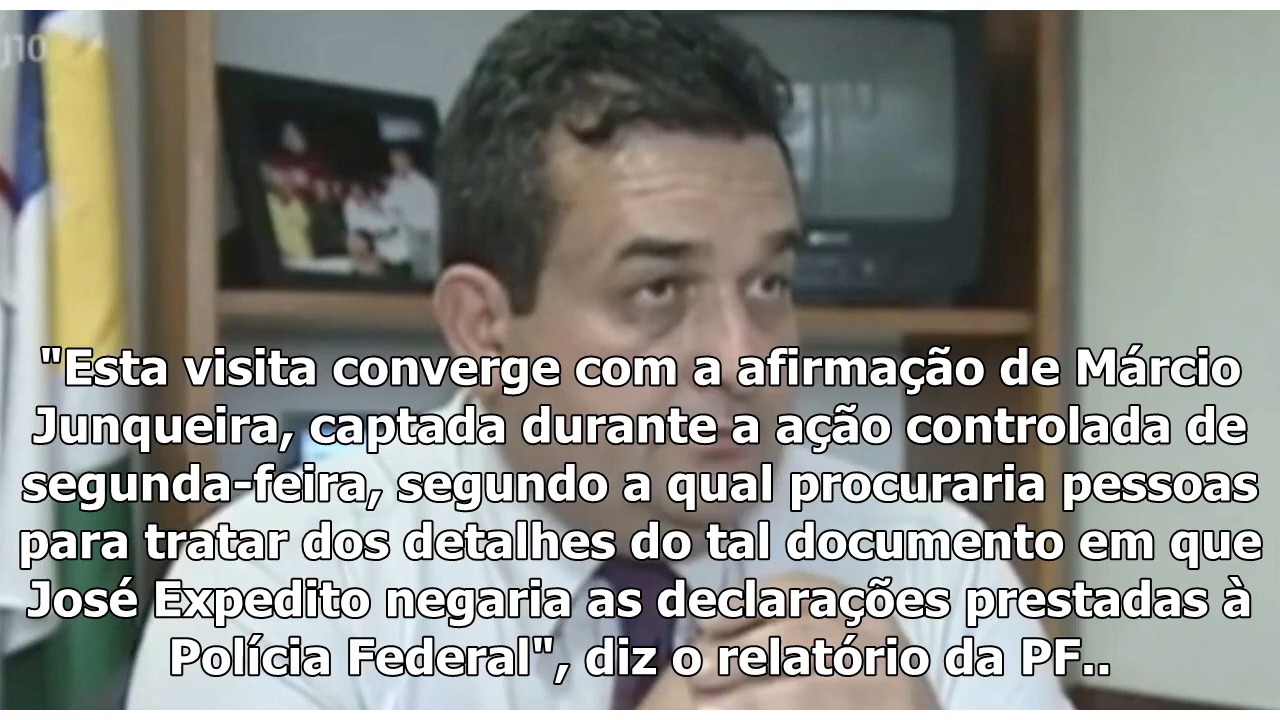 "Esta visita converge com a afirmação de Márcio
Junqueira, captada durante a ação controlada de
segunda-feira, segundo a qual procuraria pessoas
para tratar dos detalhes do tal documento em que
José Expedito negaria as declarações prestadas à
Polícia Federal", diz o relatório da PF..